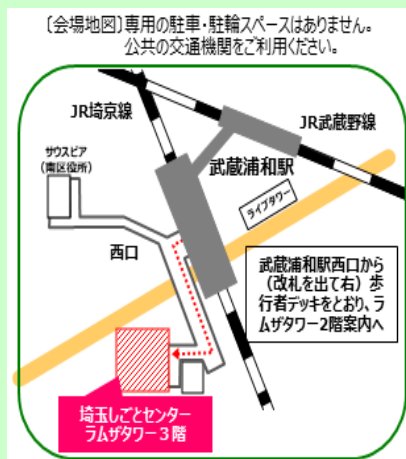 〔会場地図〕専用の駐車・駐輪スペースはありません。
公共の交通機関をご利用ください。
JR埼京線
JR武蔵野線
武蔵浦和駅
サウスピア
(南区役所)
ライブタワー
西口
武蔵浦和駅西口から
(改札を出て右)歩
行者デッキをとおり、ラ
ムザタワー2階案内へ
埼玉しごとセンター
ラムザタワー3階